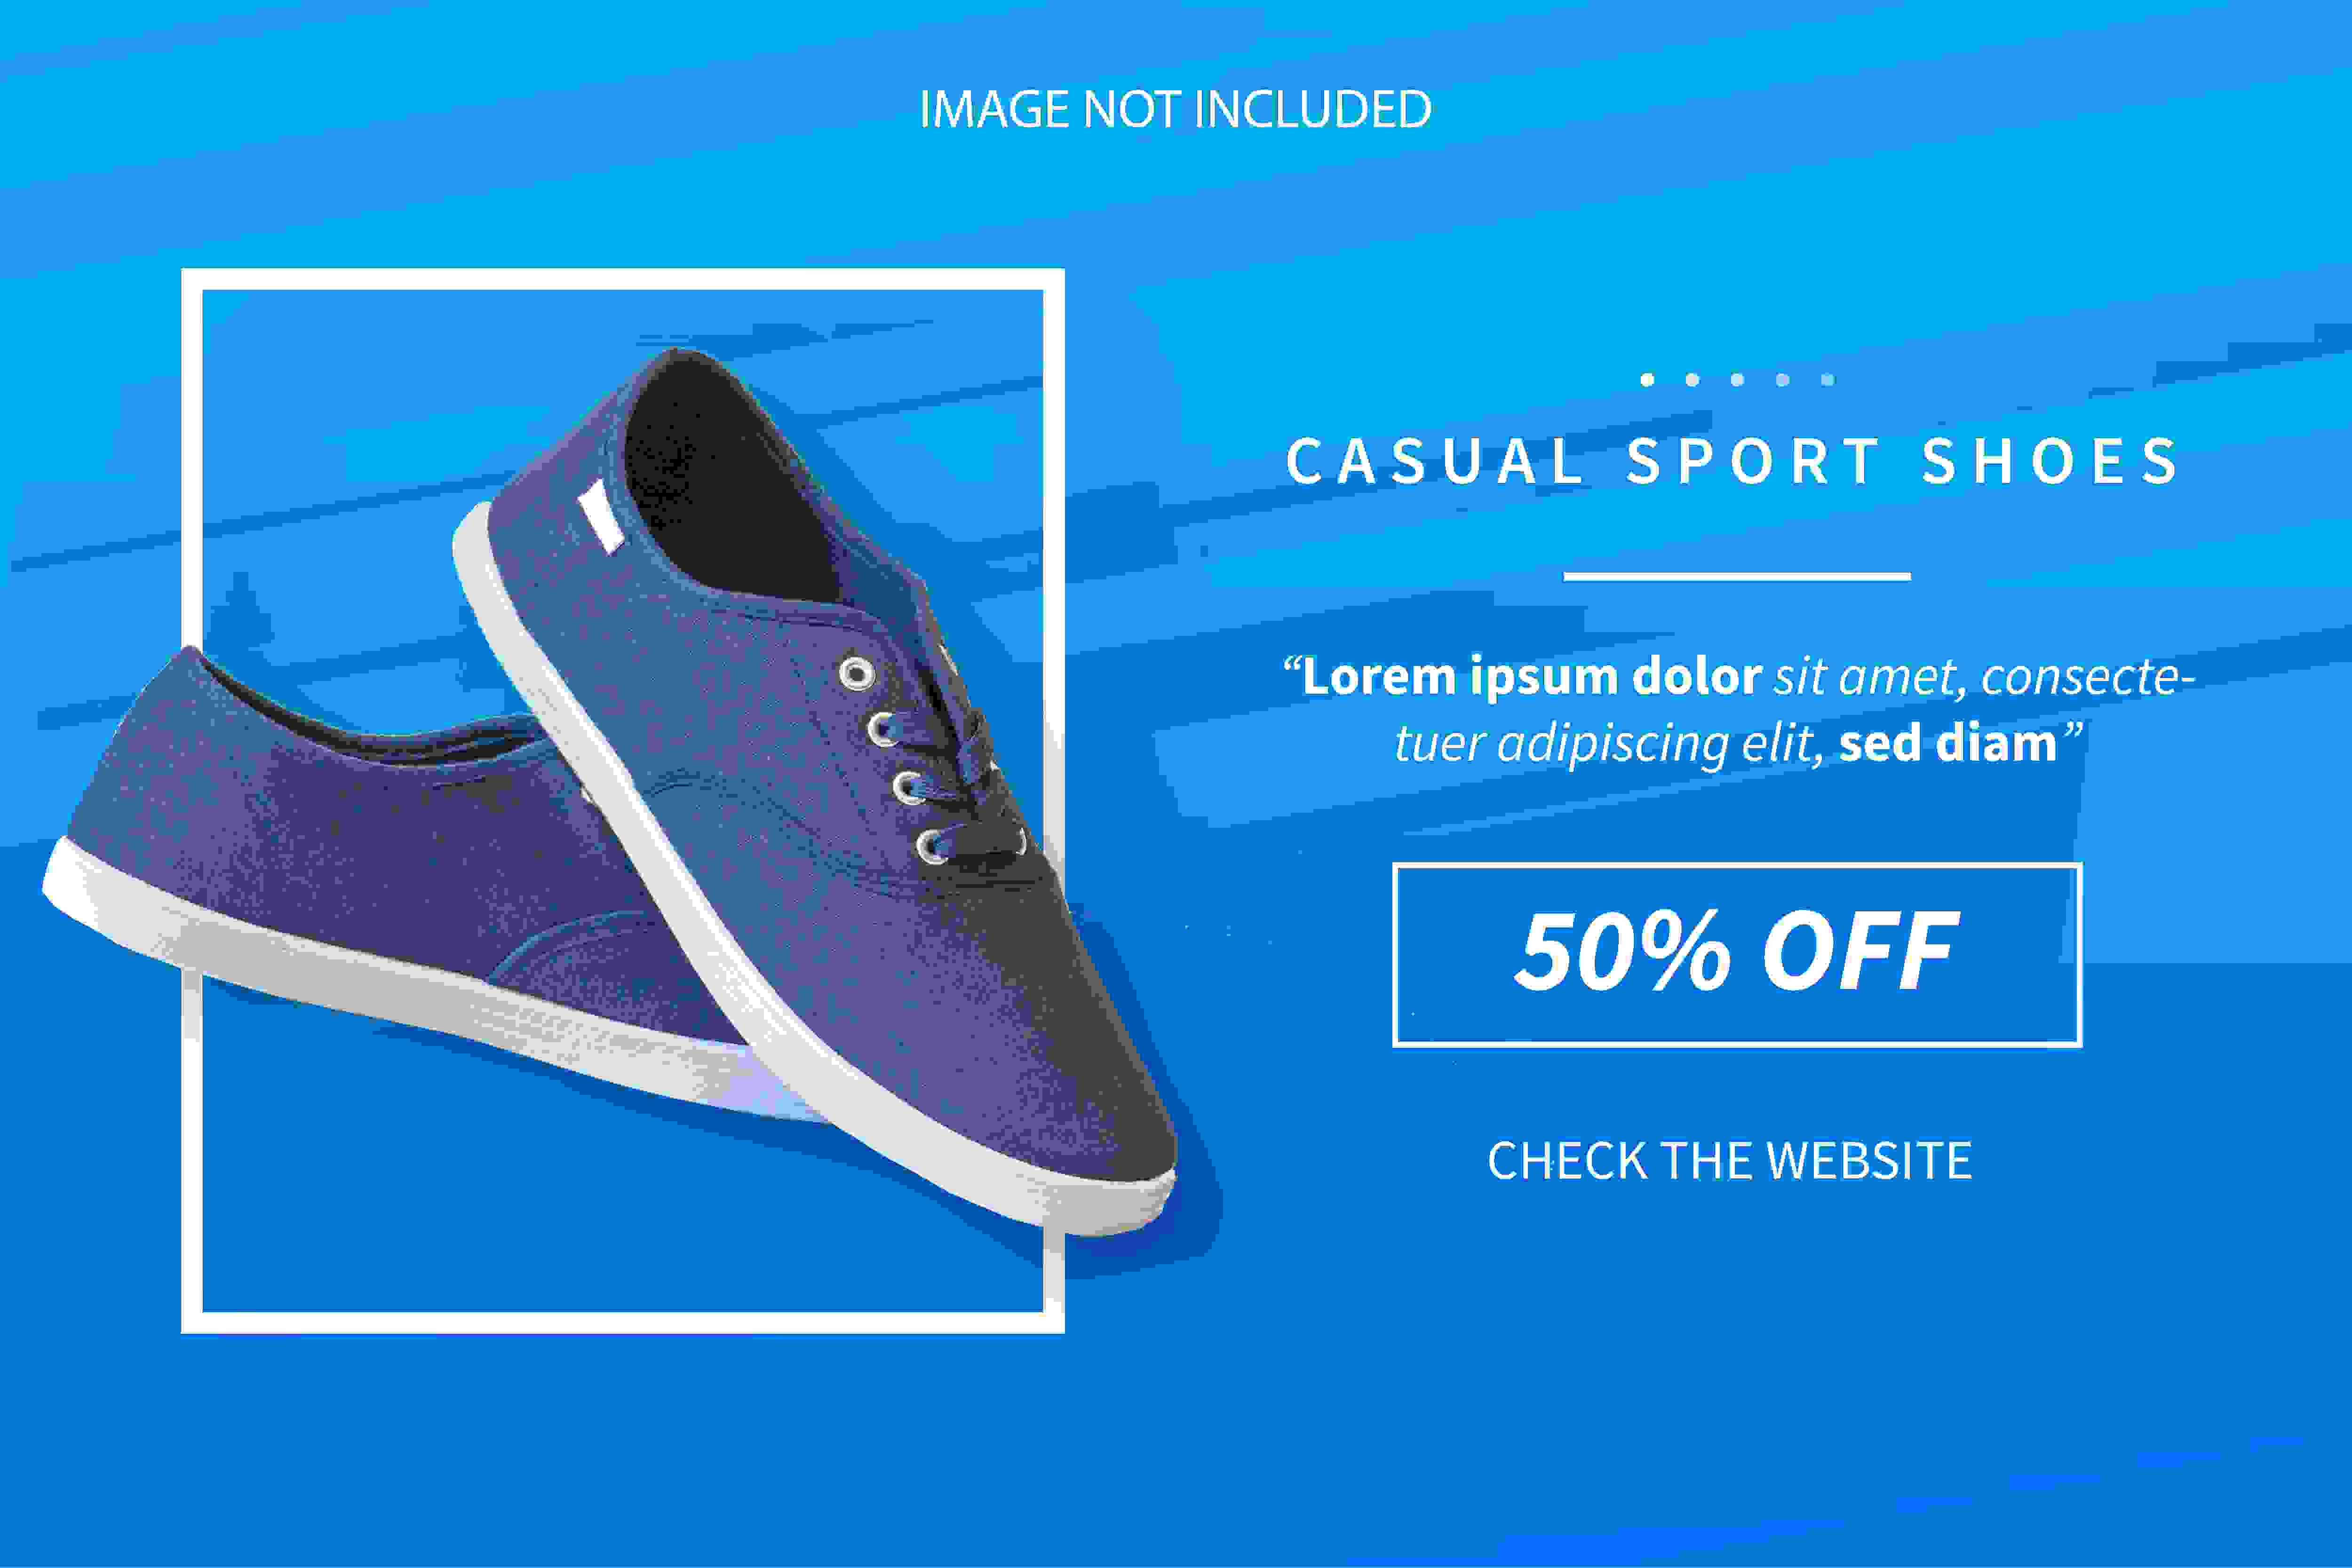 IMAGE NOT INCLUDED
CASUAL SPORT SHOES
“Lorem ipsum dolor sit amet, consecte-
tuer adipiscing elit, sed diam”
50% OFF
CHECK THE WEBSITE